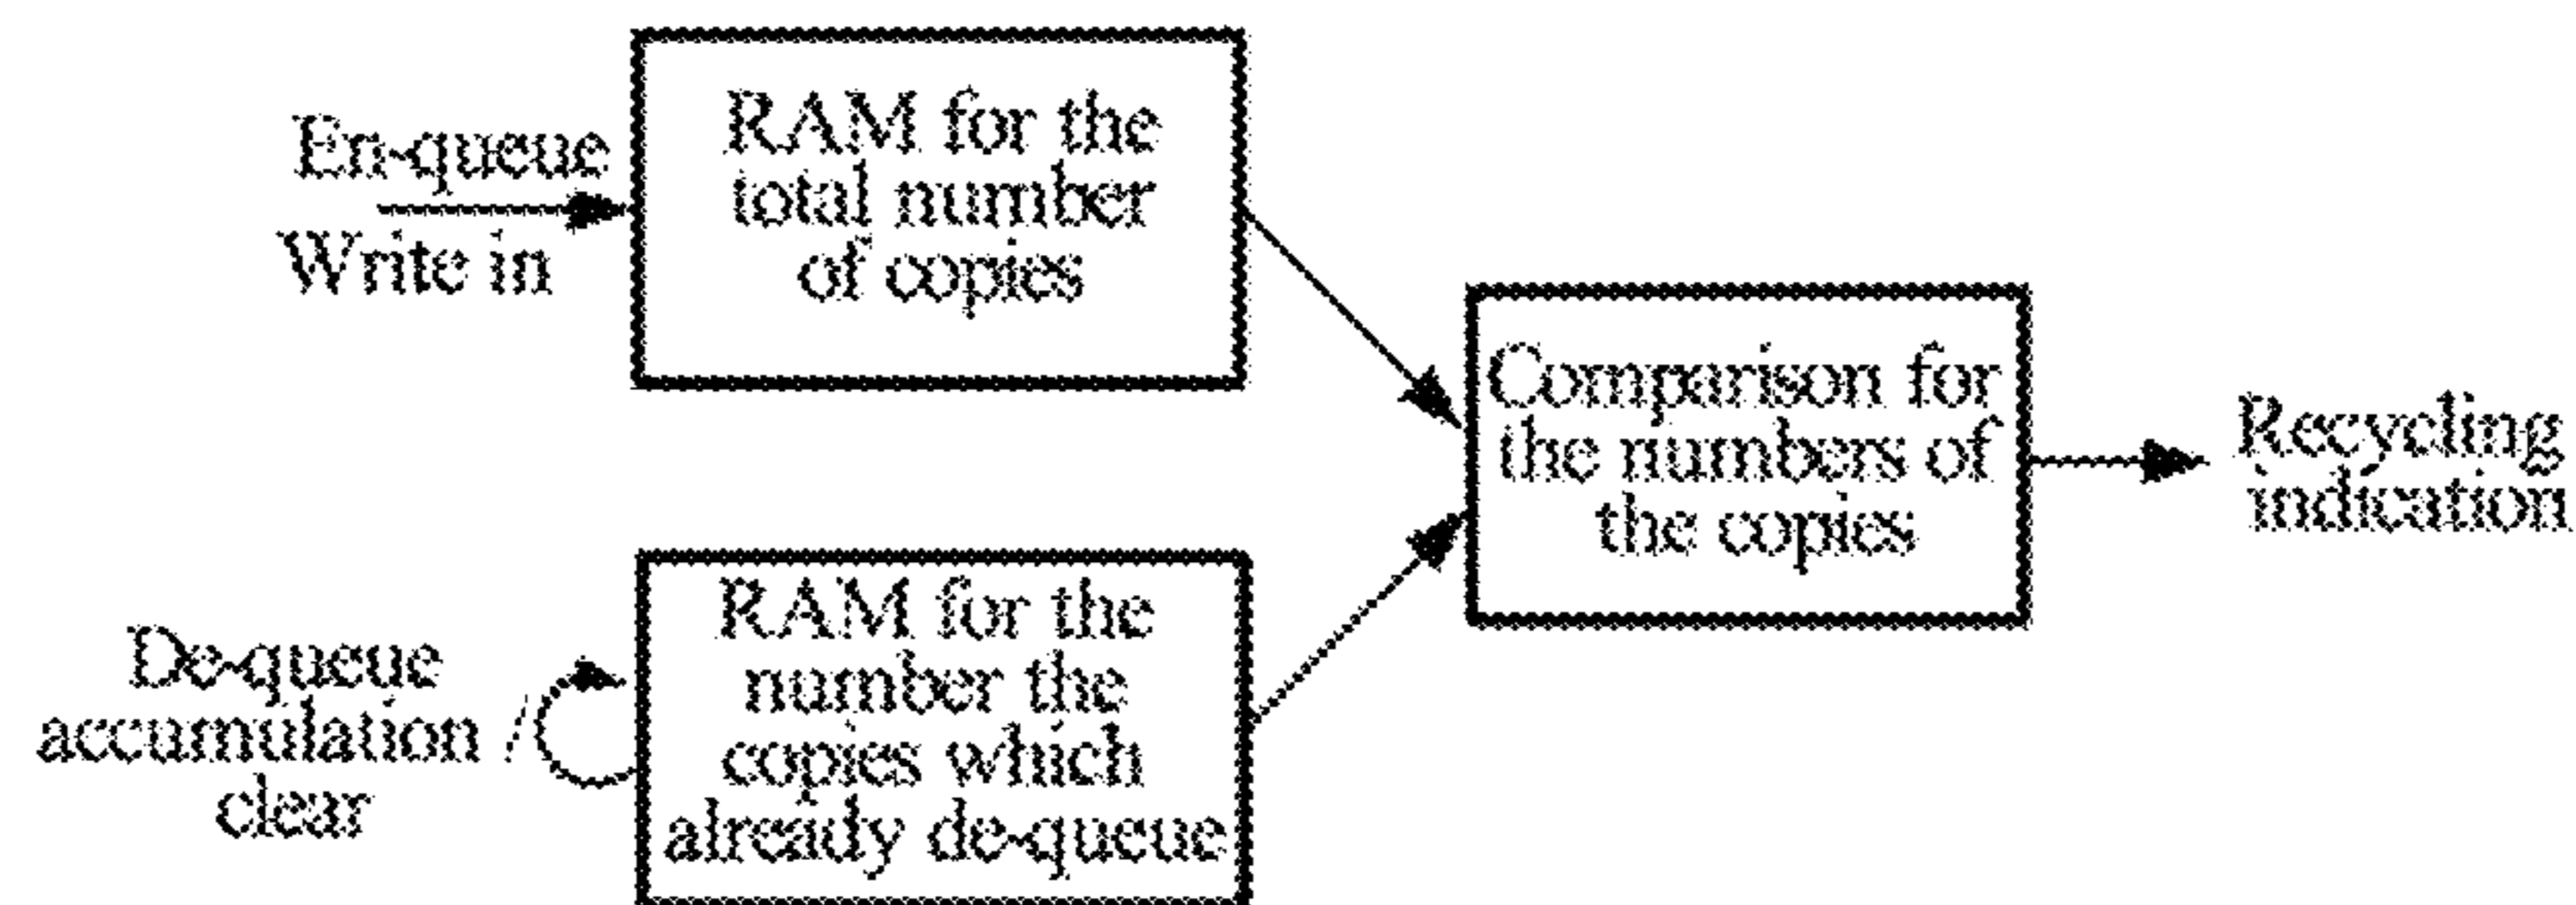 En-queue
Write in
RAM for the
total number
of copies
Comparison for
the numbers of
the copies
Recycling
indication
De-queue
accumulation /
clear
RAM for the
number the
copies which
already de-queue